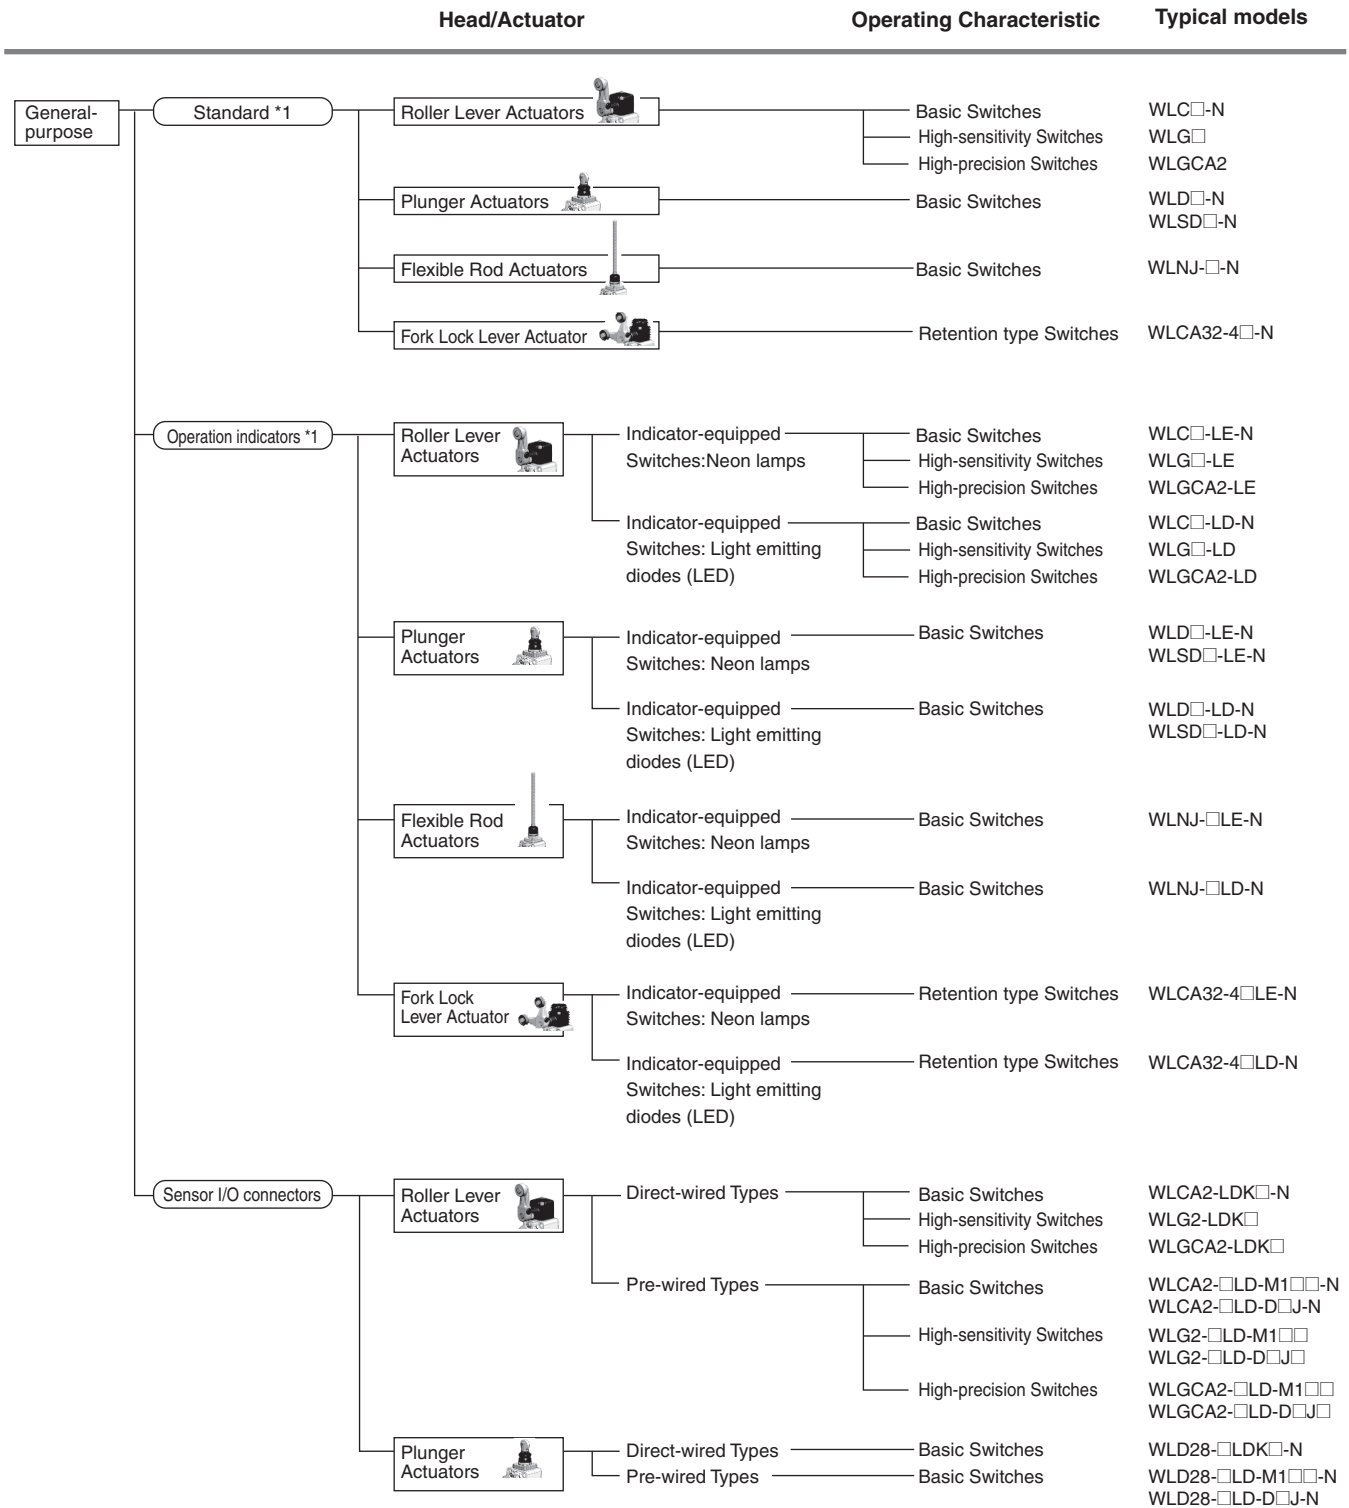 Head/Actuator Operating Characteristic Typical models
General-purpose
Standard *1
Roller Lever Actuators
Basic Switches WLC□-N
High-sensitivity Switches WLG□
High-precision Switches WLGCA2
Plunger Actuators
Basic Switches WLD□-N
WLSD□-N
Flexible Rod Actuators
Basic Switches WLNJ-□-N
Fork Lock Lever Actuator
Retention type Switches WLCA32-4□-N
Operation indicators *1
Roller Lever
Actuators
Indicator-equipped
Switches:Neon lamps
Basic Switches WLC□-LE-N
High-sensitivity Switches WLG□-LE
High-precision Switches WLGCA2-LE
Indicator-equipped
Switches: Light emitting
diodes (LED)
Basic Switches WLC□-LD-N
High-sensitivity Switches WLG□-LD
High-precision Switches WLGCA2-LD
Plunger
Actuators
Indicator-equipped
Switches: Neon lamps
Basic Switches WLD□-LE-N
WLSD□-LE-N
Indicator-equipped
Switches: Light emitting
diodes (LED)
Basic Switches WLD□-LD-N
WLSD□-LD-N
Flexible Rod
Actuators
Indicator-equipped
Switches: Neon lamps
Basic Switches WLNJ-□LE-N
Indicator-equipped
Switches: Light emitting
diodes (LED)
Basic Switches WLNJ-□LD-N
Fork Lock
Lever Actuator
Indicator-equipped
Switches: Neon lamps
Retention type Switches WLCA32-4□LE-N
Indicator-equipped
Switches: Light emitting
diodes (LED)
Retention type Switches WLCA32-4□LD-N
Sensor I/O connectors
Roller Lever
Actuators
Direct-wired Types
Basic Switches WLCA2-LDK□-N
High-sensitivity Switches WLG2-LDK□
High-precision Switches WLGCA2-LDK□
Pre-wired Types
Basic Switches WLCA2-□LD-M1□□-N
WLCA2-□LD-D□J-N
High-sensitivity Switches WLG2-□LD-M1□□
WLG2-□LD-D□J□
High-precision Switches WLGCA2-□LD-M1□□
WLGCA2-□LD-D□J□
Plunger
Actuators
Direct-wired Types Basic Switches WLD28-□LDK□-N
Pre-wired Types Basic Switches WLD28-□LD-M1□□-N
WLD28-□LD-D□J-N